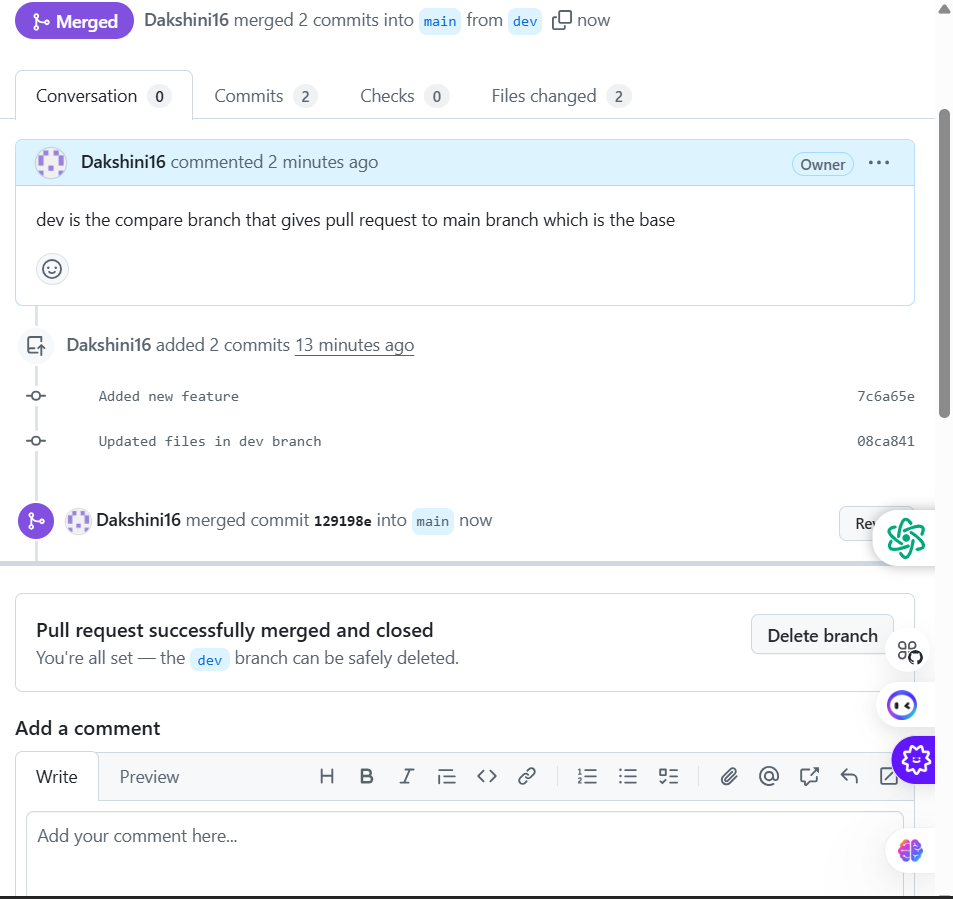 Merged Dakshini16 merged 2 commits into main from dev now
Conversation 0 Commits 2 Checks 0 Files changed 2
Dakshini16 commented 2 minutes ago Owner ...
dev is the compare branch that gives pull request to main branch which is the base
Dakshini16 added 2 commits 13 minutes ago
Added new feature 7c6a65e
Updated files in dev branch 08ca841
Dakshini16 merged commit 129198e into main now
Pull request successfully merged and closed
Delete branch
You're all set — the dev branch can be safely deleted.
Add a comment
Write Preview
Add your comment here...